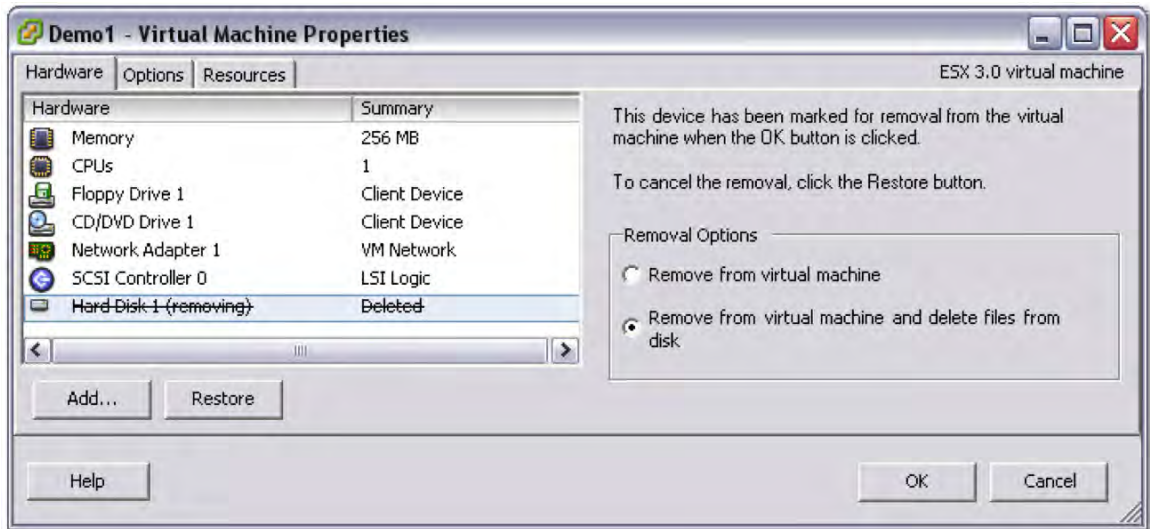 Demo1 - Virtual Machine Properties
Hardware Options Resources ESX 3.0 virtual machine
Hardware Summary
Memory 256 MB
CPUs 1
Floppy Drive 1 Client Device
CD/DVD Drive 1 Client Device
Network Adapter 1 VM Network
SCSI Controller 0 LSI Logic
Hard Disk 1 (removing) Deleted
Add... Restore
This device has been marked for removal from the virtual
machine when the OK button is clicked.
To cancel the removal, click the Restore button.
Removal Options
Remove from virtual machine
Remove from virtual machine and delete files from
disk
Help OK Cancel